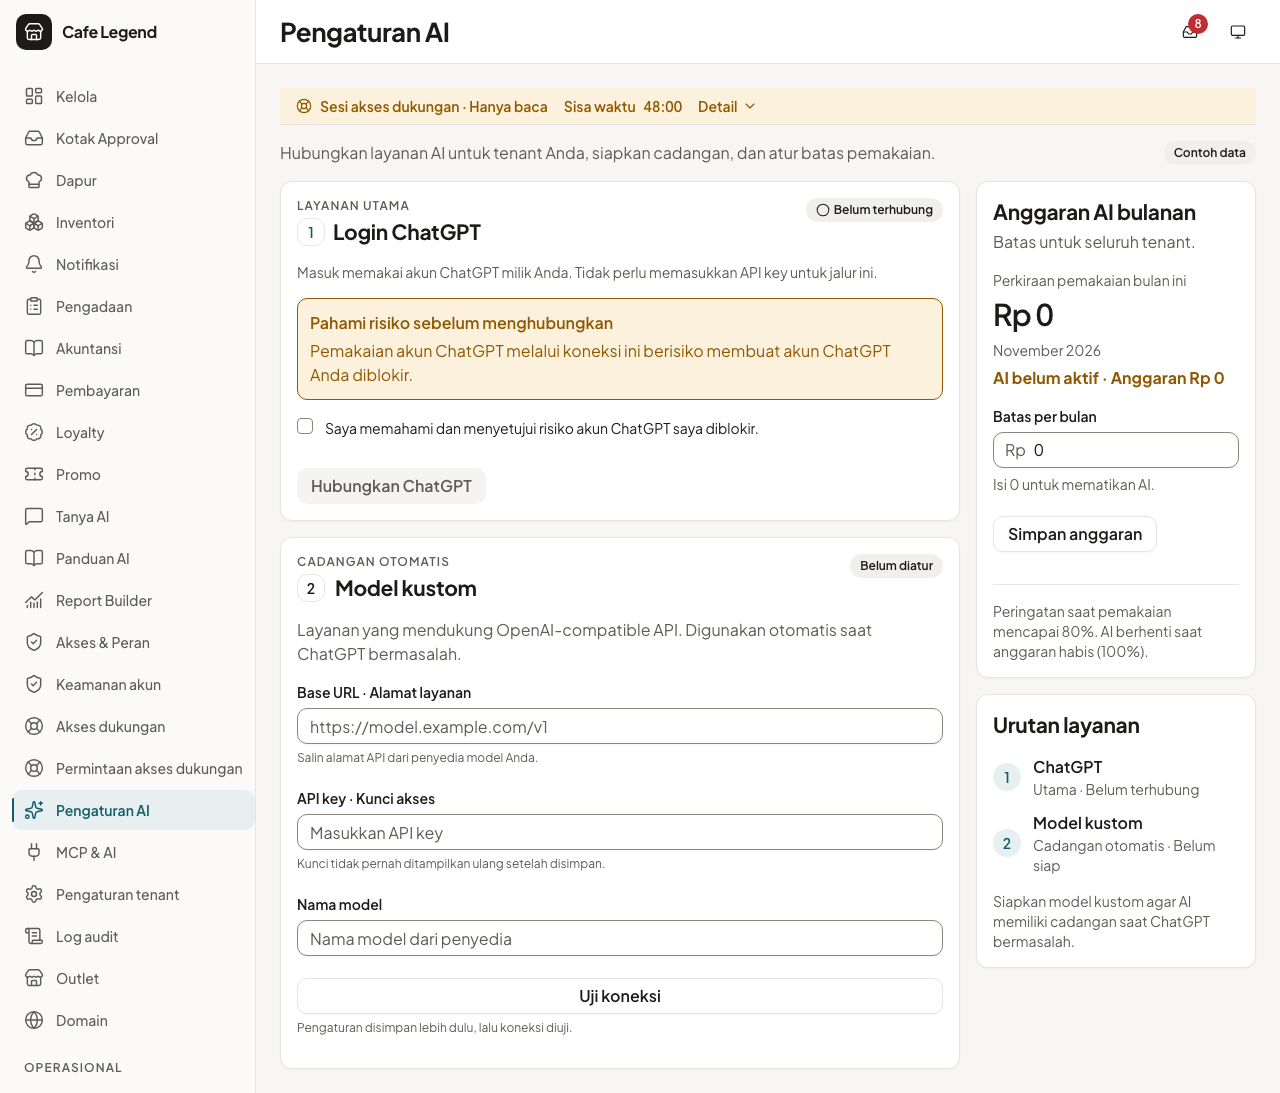 Cafe Legend
Kelola
Kotak Approval
Dapur
Inventori
Notifikasi
Pengadaan
Akuntansi
Pembayaran
Loyalty
Promo
Tanya AI
Panduan AI
Report Builder
Akses & Peran
Keamanan akun
Akses dukungan
Permintaan akses dukungan
Pengaturan AI
MCP & AI
Pengaturan tenant
Log audit
Outlet
Domain
OPERASIONAL
Pengaturan AI
8
Sesi akses dukungan · Hanya baca Sisa waktu 48:00 Detail
Hubungkan layanan AI untuk tenant Anda, siapkan cadangan, dan atur batas pemakaian.
Contoh data
LAYANAN UTAMA
Belum terhubung
1 Login ChatGPT
Masuk memakai akun ChatGPT milik Anda. Tidak perlu memasukkan API key untuk jalur ini.
Pahami risiko sebelum menghubungkan
Pemakaian akun ChatGPT melalui koneksi ini berisiko membuat akun ChatGPT
Anda diblokir.
Saya memahami dan menyetujui risiko akun ChatGPT saya diblokir.
Hubungkan ChatGPT
CADANGAN OTOMATIS
Belum diatur
2 Model kustom
Layanan yang mendukung OpenAI-compatible API. Digunakan otomatis saat
ChatGPT bermasalah.
Base URL · Alamat layanan
https://model.example.com/v1
Salin alamat API dari penyedia model Anda.
API key · Kunci akses
Masukkan API key
Kunci tidak pernah ditampilkan ulang setelah disimpan.
Nama model
Nama model dari penyedia
Uji koneksi
Pengaturan disimpan lebih dulu, lalu koneksi diuji.
Anggaran AI bulanan
Batas untuk seluruh tenant.
Perkiraan pemakaian bulan ini
Rp 0
November 2026
AI belum aktif · Anggaran Rp 0
Batas per bulan
Rp 0
Isi 0 untuk mematikan AI.
Simpan anggaran
Peringatan saat pemakaian
mencapai 80%. AI berhenti saat
anggaran habis (100%).
Urutan layanan
1 ChatGPT
Utama · Belum terhubung
2 Model kustom
Cadangan otomatis · Belum
siap
Siapkan model kustom agar AI
memiliki cadangan saat ChatGPT
bermasalah.